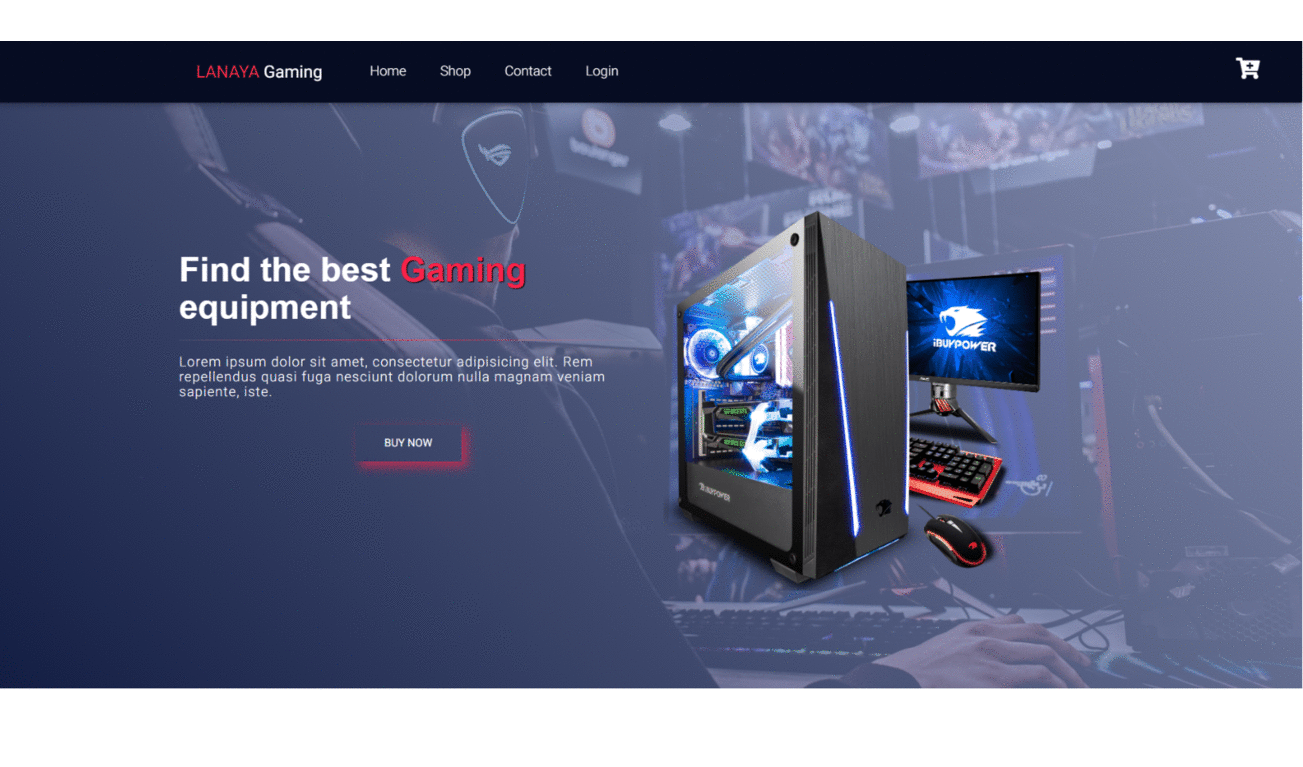 LANAYA Gaming
Home
Shop
Contact
Login
Find the best Gaming
equipment
Lorem ipsum dolor sit amet, consectetur adipisicing elit. Rem
repellendus quasi fuga nesciunt dolorum nulla magnam veniam
sapiente, iste.
BUY NOW
iBUYPOWER
iBUYPOWER